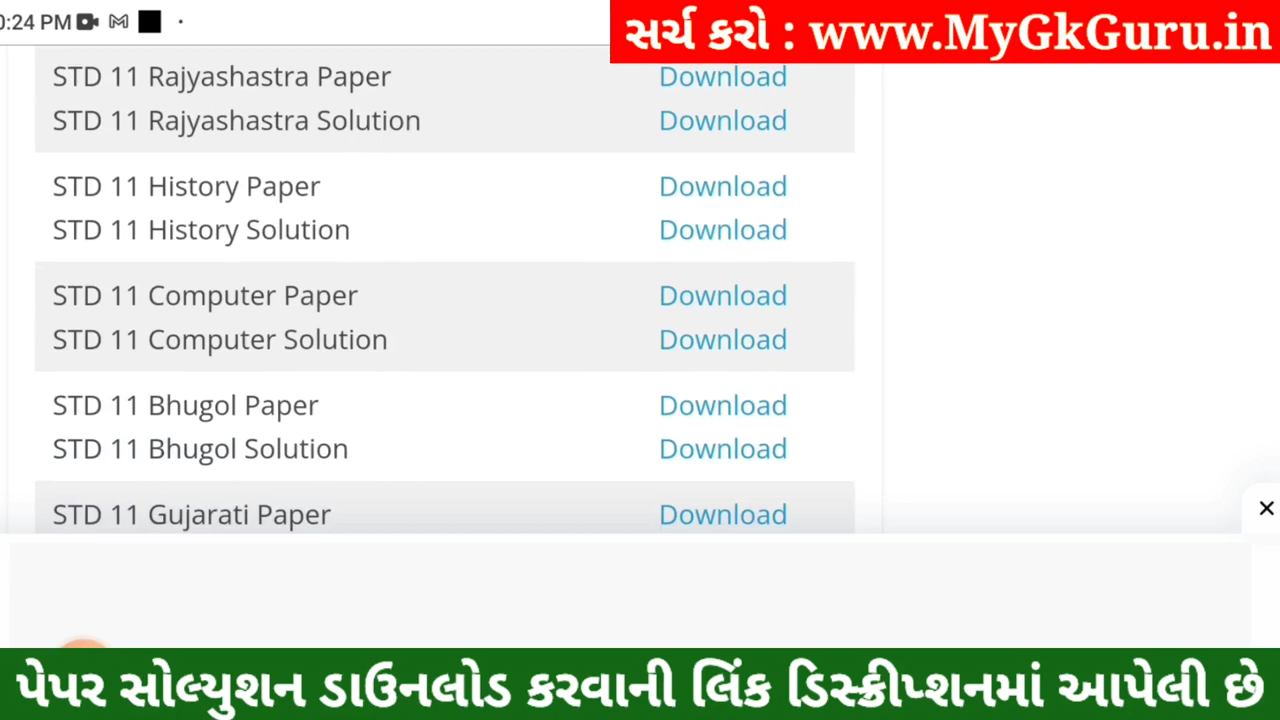 0:24 PM
સર્ચ કરો : www.MyGkGuru.in
STD 11 Rajyashastra Paper Download
STD 11 Rajyashastra Solution Download
STD 11 History Paper Download
STD 11 History Solution Download
STD 11 Computer Paper Download
STD 11 Computer Solution Download
STD 11 Bhugol Paper Download
STD 11 Bhugol Solution Download
STD 11 Gujarati Paper Download
પેપર સોલ્યુશન ડાઉનલોડ કરવાની લિંક ડિસ્ક્રીપ્શનમાં આપેલી છે